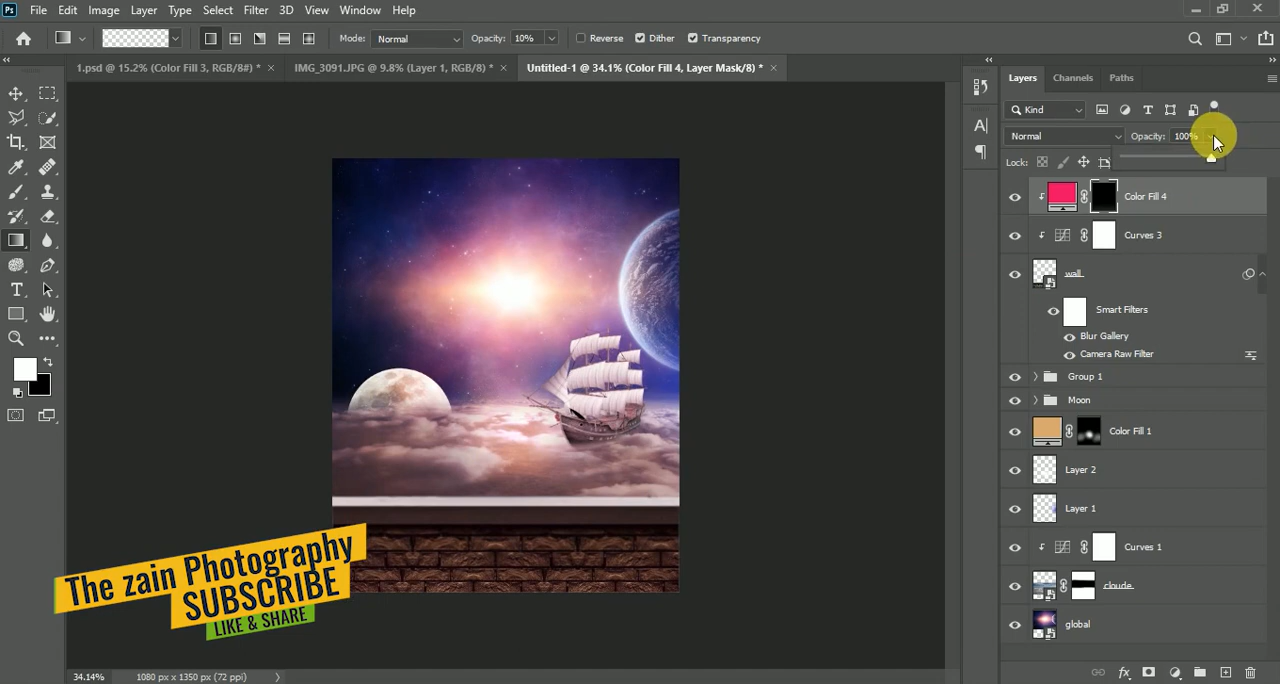 Ps File Edit Image Layer Type Select Filter 3D View Window Help
Mode: Normal Opacity: 10% Reverse Dither Transparency
1.psd @ 15.2% (Color Fill 3, RGB/8#) * × IMG_3091.JPG @ 9.8% (Layer 1, RGB/8) * × Untitled-1 @ 34.1% (Color Fill 4, Layer Mask/8) * ×
Layers Channels Paths
Kind
Normal Opacity: 100%
Lock:
Color Fill 4
Curves 3
wall
Smart Filters
Blur Gallery
Camera Raw Filter
Group 1
Moon
Color Fill 1
Layer 2
Layer 1
Curves 1
cloude
global
The zain Photography
SUBSCRIBE
LIKE & SHARE
34.14% 1080 px x 1350 px (72 ppi)